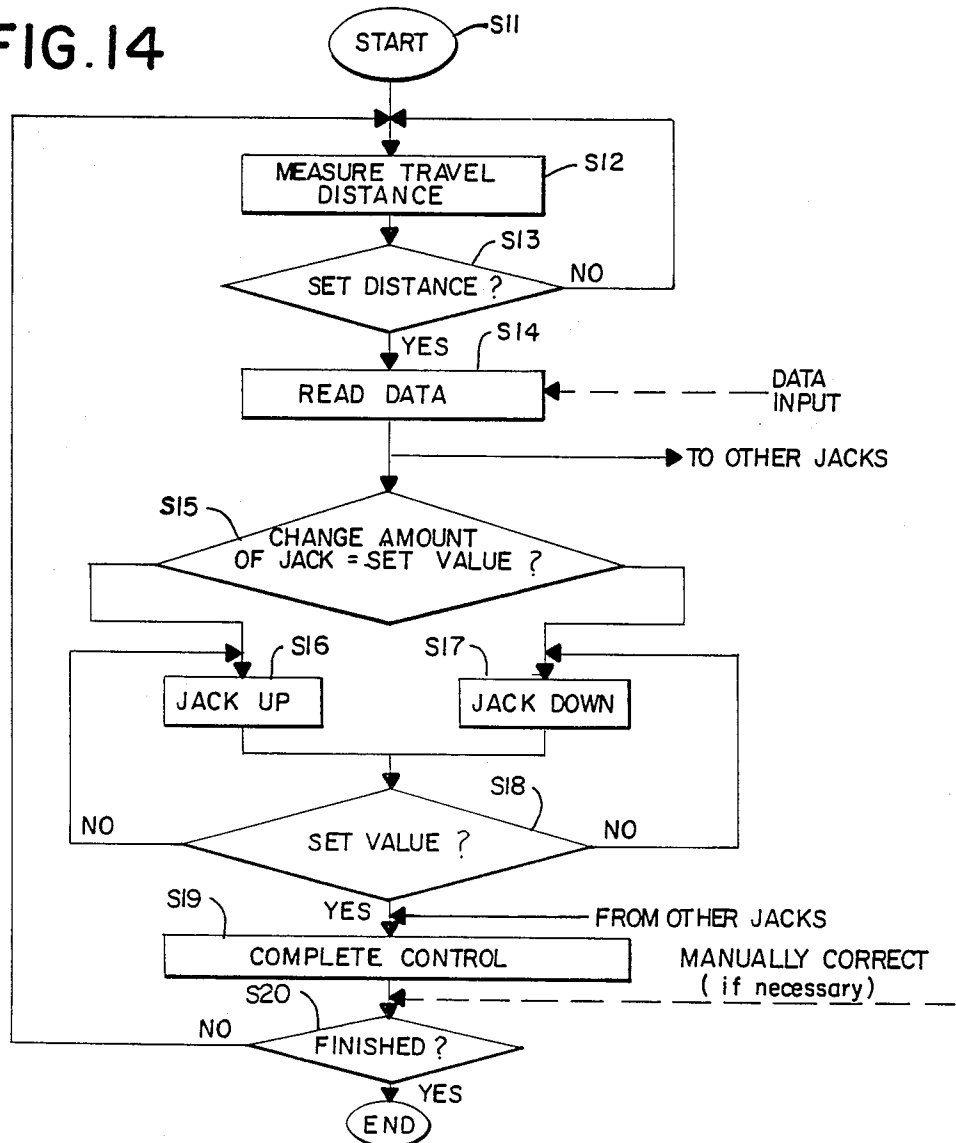 FIG.14
START
S11
MEASURE TRAVEL
DISTANCE
S12
S13
SET DISTANCE ?
NO
YES
S14
READ DATA
DATA
INPUT
TO OTHER JACKS
S15
CHANGE AMOUNT
OF JACK = SET VALUE ?
S16
S17
JACK UP
JACK DOWN
S18
NO
SET VALUE ?
NO
S19
YES
FROM OTHER JACKS
COMPLETE CONTROL
MANUALLY CORRECT
( if necessary)
S20
NO
FINISHED ?
YES
END